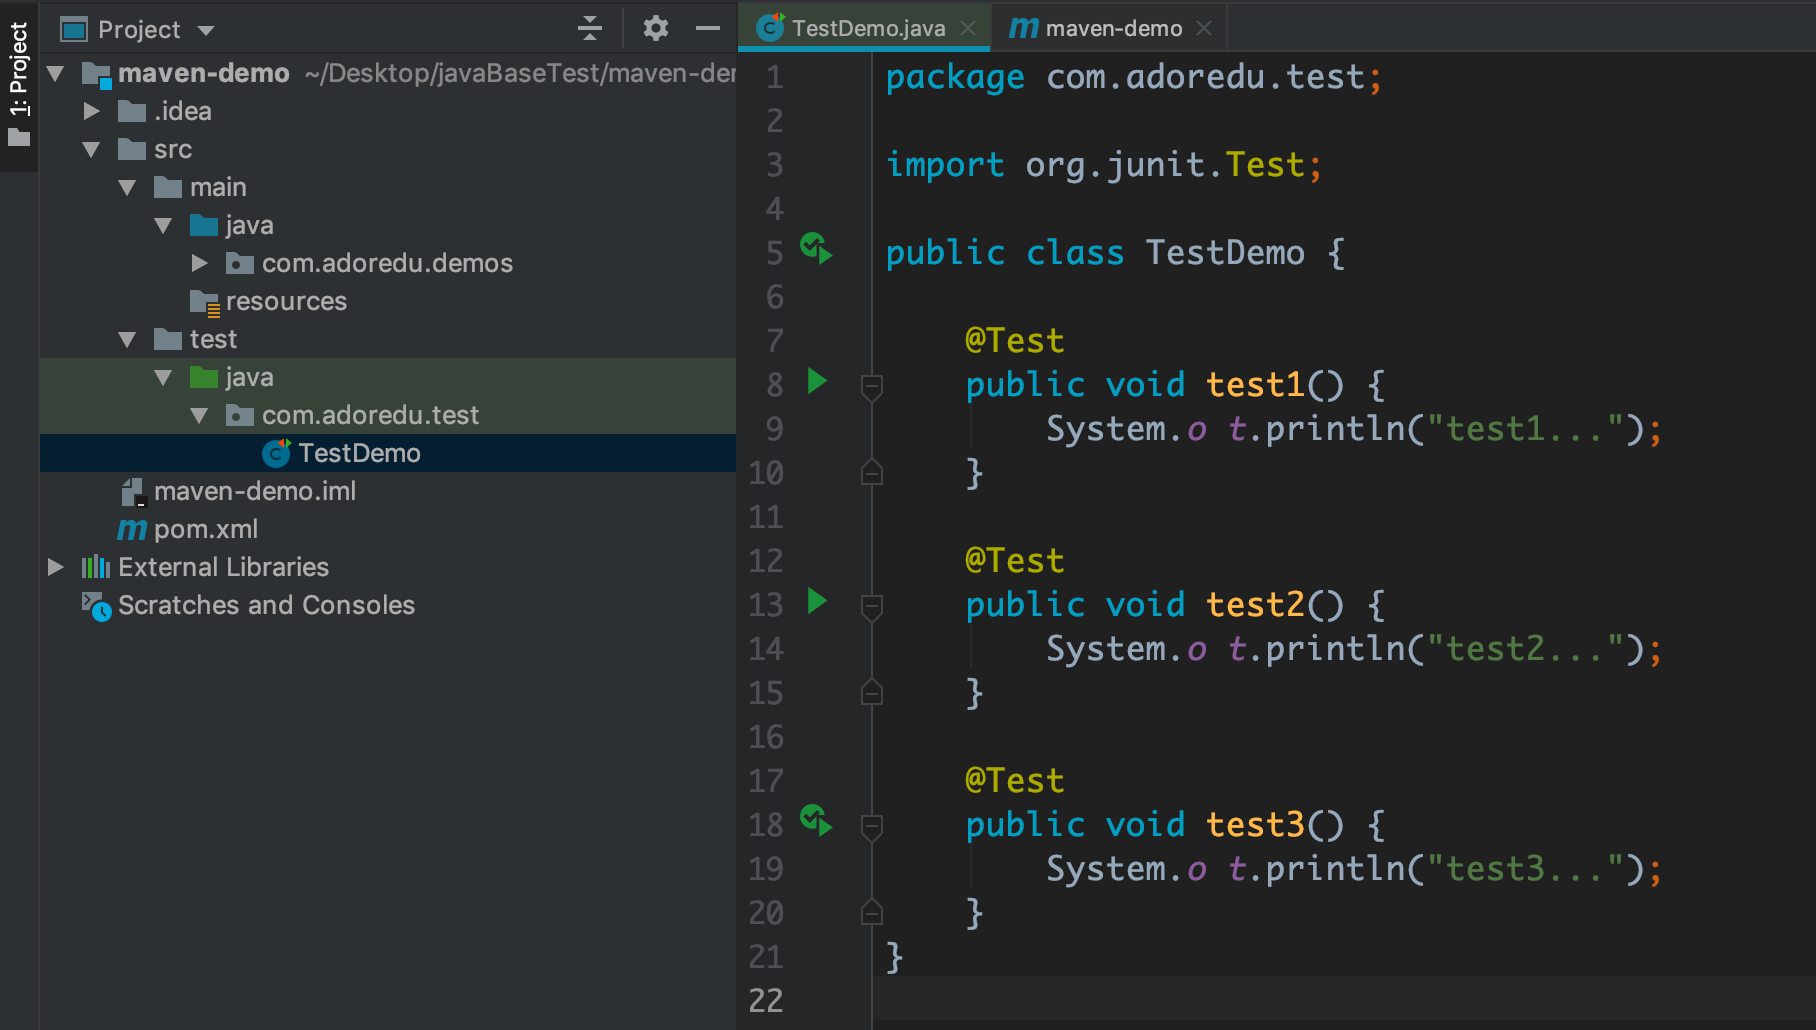 1: Project
Project
maven-demo ~/Desktop/javaBaseTest/maven-der
.idea
src
main
java
com.adoredu.demos
resources
test
java
com.adoredu.test
TestDemo
maven-demo.iml
m pom.xml
External Libraries
Scratches and Consoles
TestDemo.java
m maven-demo
1 package com.adoredu.test;
2
3 import org.junit.Test;
4
5 public class TestDemo {
6
7 @Test
8 public void test1() {
9 System.o t.println("test1...");
10 }
11
12 @Test
13 public void test2() {
14 System.o t.println("test2...");
15 }
16
17 @Test
18 public void test3() {
19 System.o t.println("test3...");
20 }
21 }
22